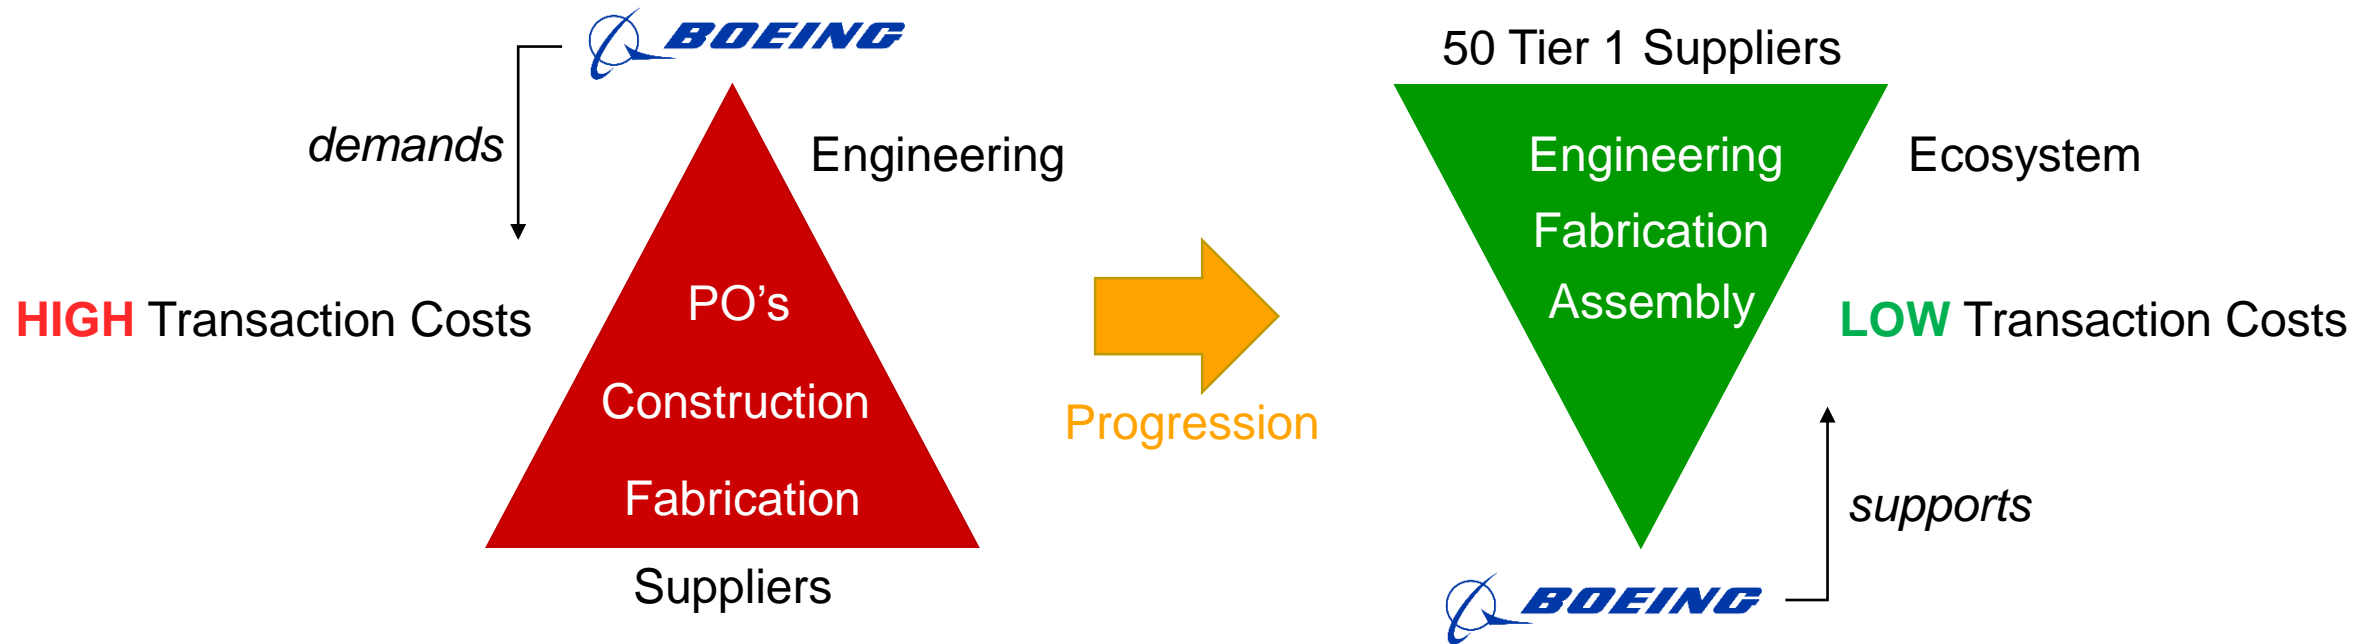 BOEING
demands
Engineering
HIGH Transaction Costs
PO’s
Construction
Fabrication
Suppliers
Progression
50 Tier 1 Suppliers
Engineering
Fabrication
Assembly
Ecosystem
LOW Transaction Costs
supports
BOEING